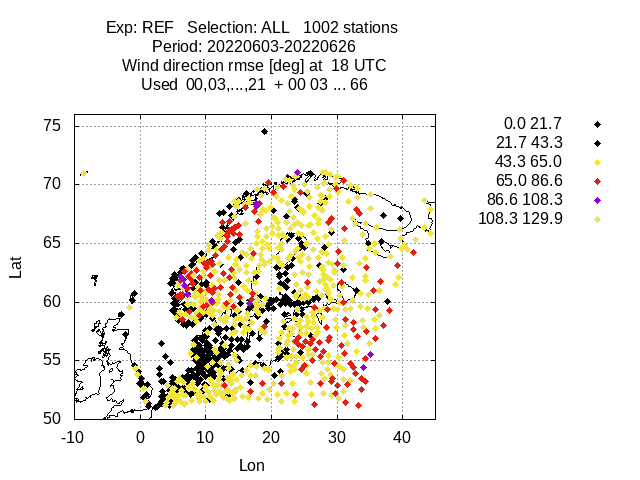 Exp: REF   Selection: ALL   1002 stations
Period: 20220603-20220626
Wind direction rmse [deg] at  18 UTC
Used  00,03,...,21  + 00 03 ... 66
0.0 21.7
21.7 43.3
43.3 65.0
65.0 86.6
86.6 108.3
108.3 129.9
75
70
65
60
55
50
Lat
-10 0 10 20 30 40
Lon